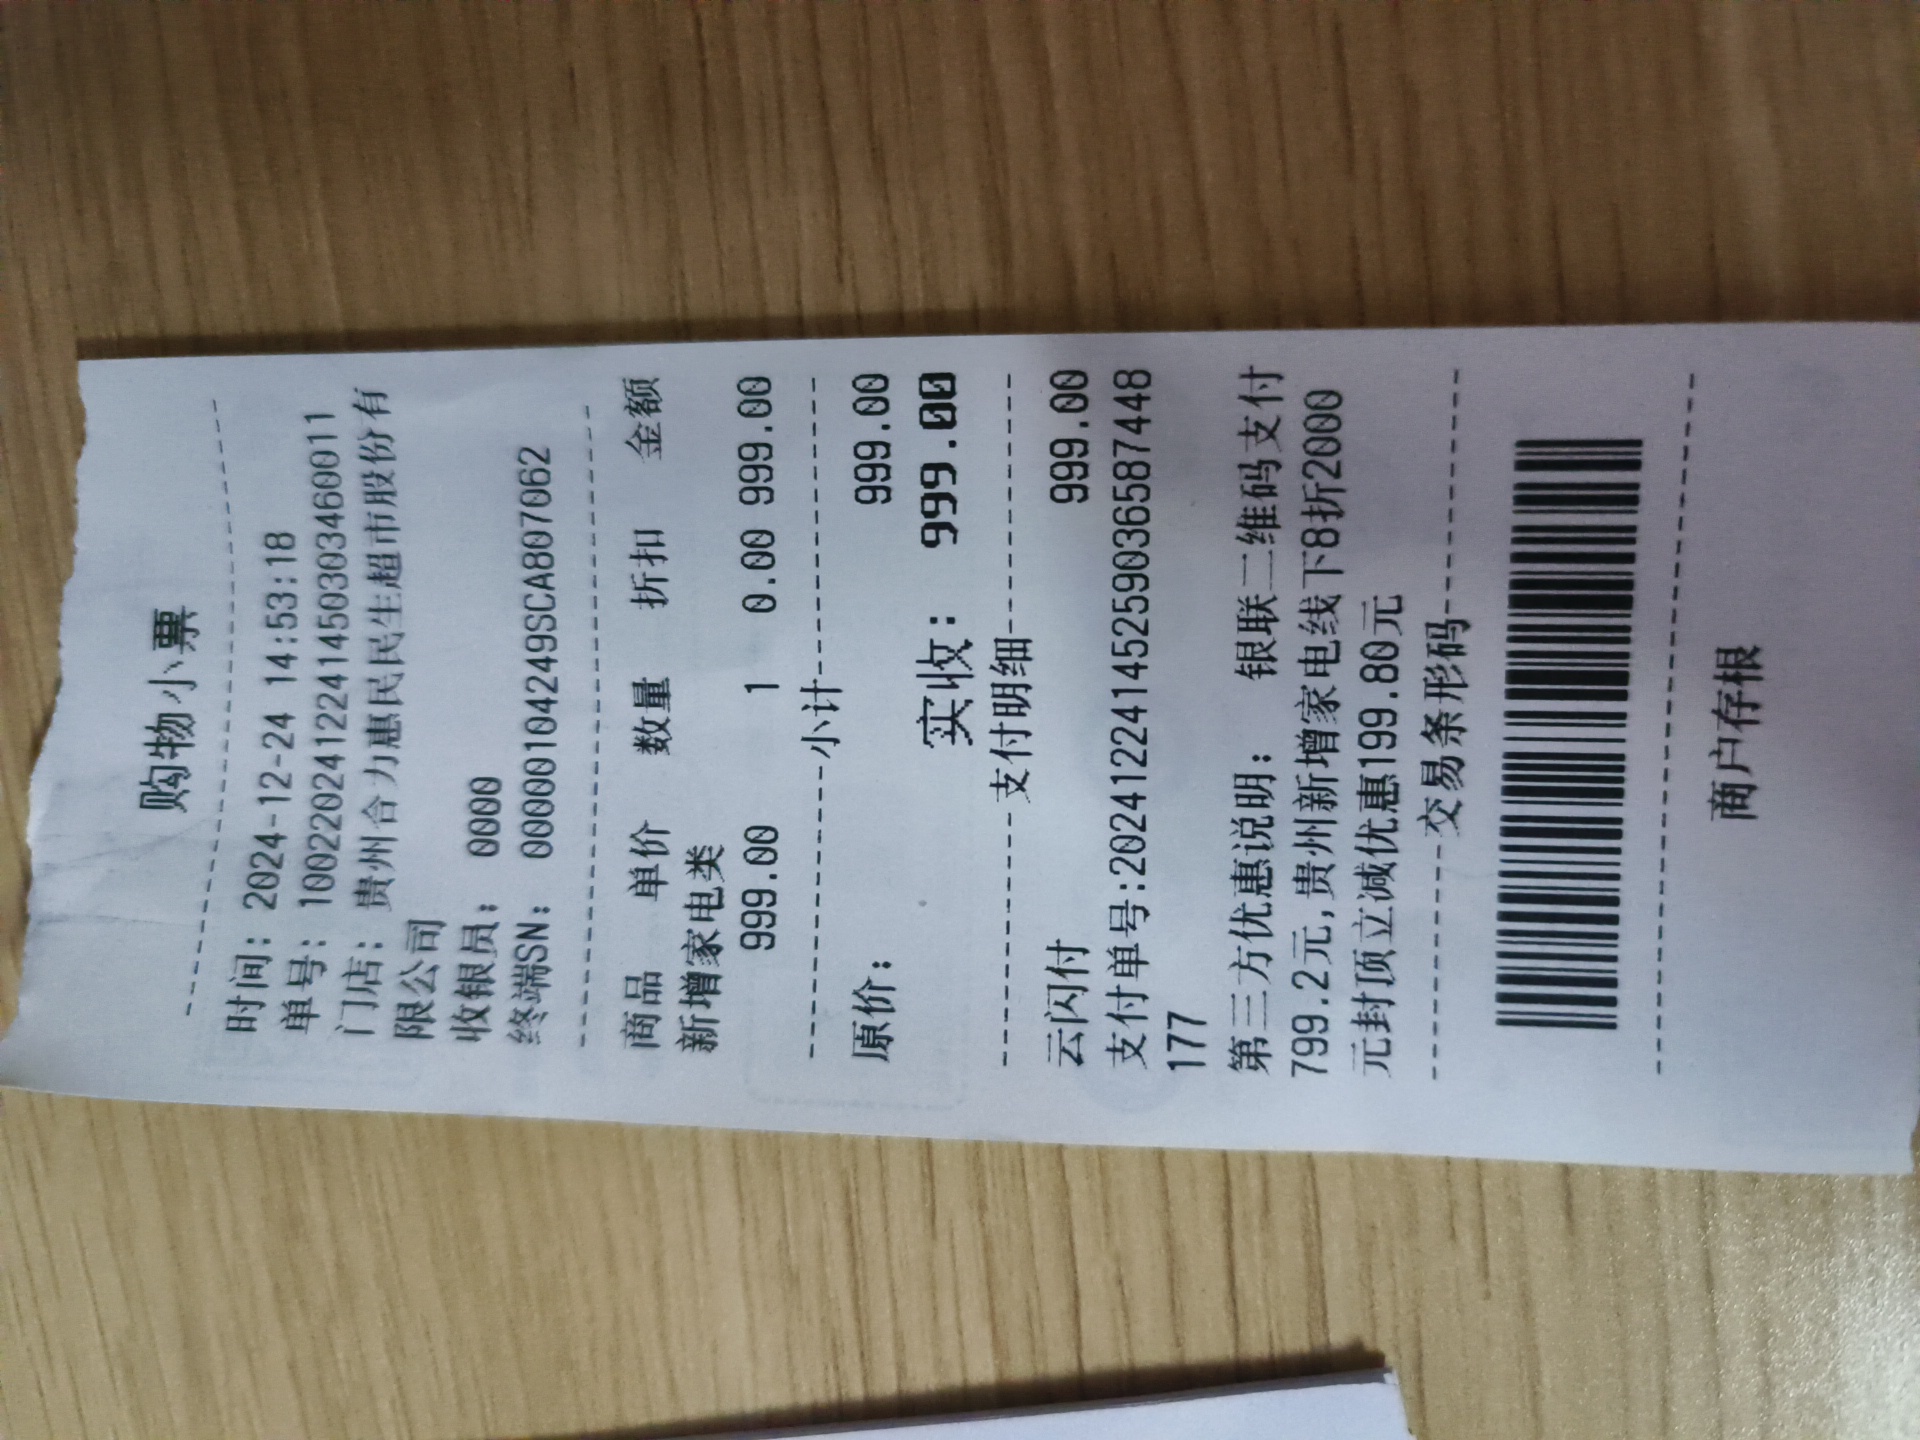 购物小票
时间: 2024-12-24 14:53:18
单号: 10022024122414503034600​11
门店: 贵州合力惠民民生超市股份有
限公司
收银员: 0000
终端SN: 00000104249SCA807062
商品 单价 数量 折扣 金额
新增家电类
999.00 1 0.00 999.00
小计
原价: 999.00
实收: 999.00
支付明细
云闪付 999.00
支付单号:20241224145259036587448
177
第三方优惠说明: 银联二维码支付
799.2元,贵州新增家电线下8折2000
元封顶立减优惠199.80元
交易条形码
商户存根